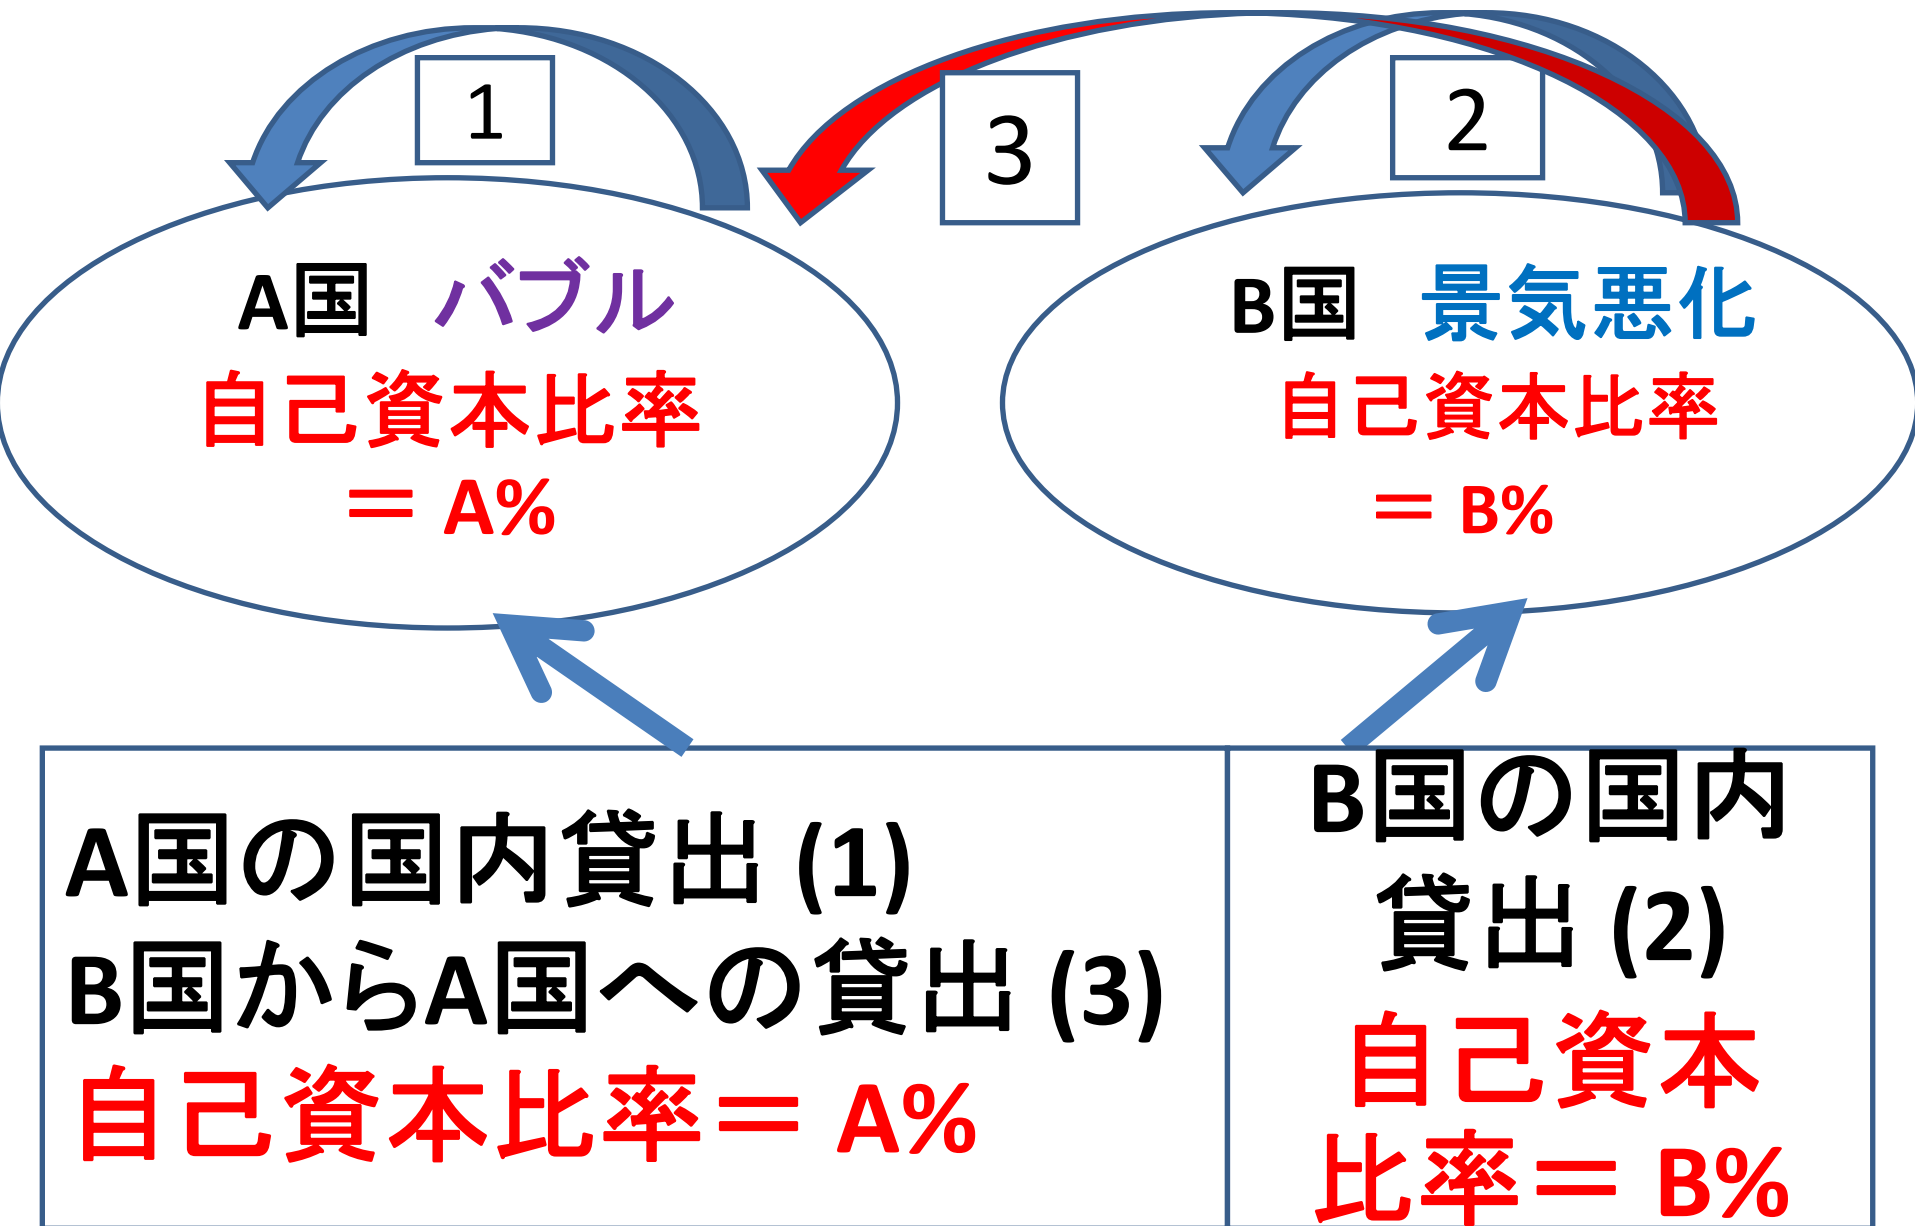 1
3
2
A国 バブル
自己資本比率
＝ A%
B国 景気悪化
自己資本比率
＝ B%
A国の国内貸出 (1)
B国からA国への貸出 (3)
自己資本比率＝ A%
B国の国内
貸出 (2)
自己資本
比率＝ B%